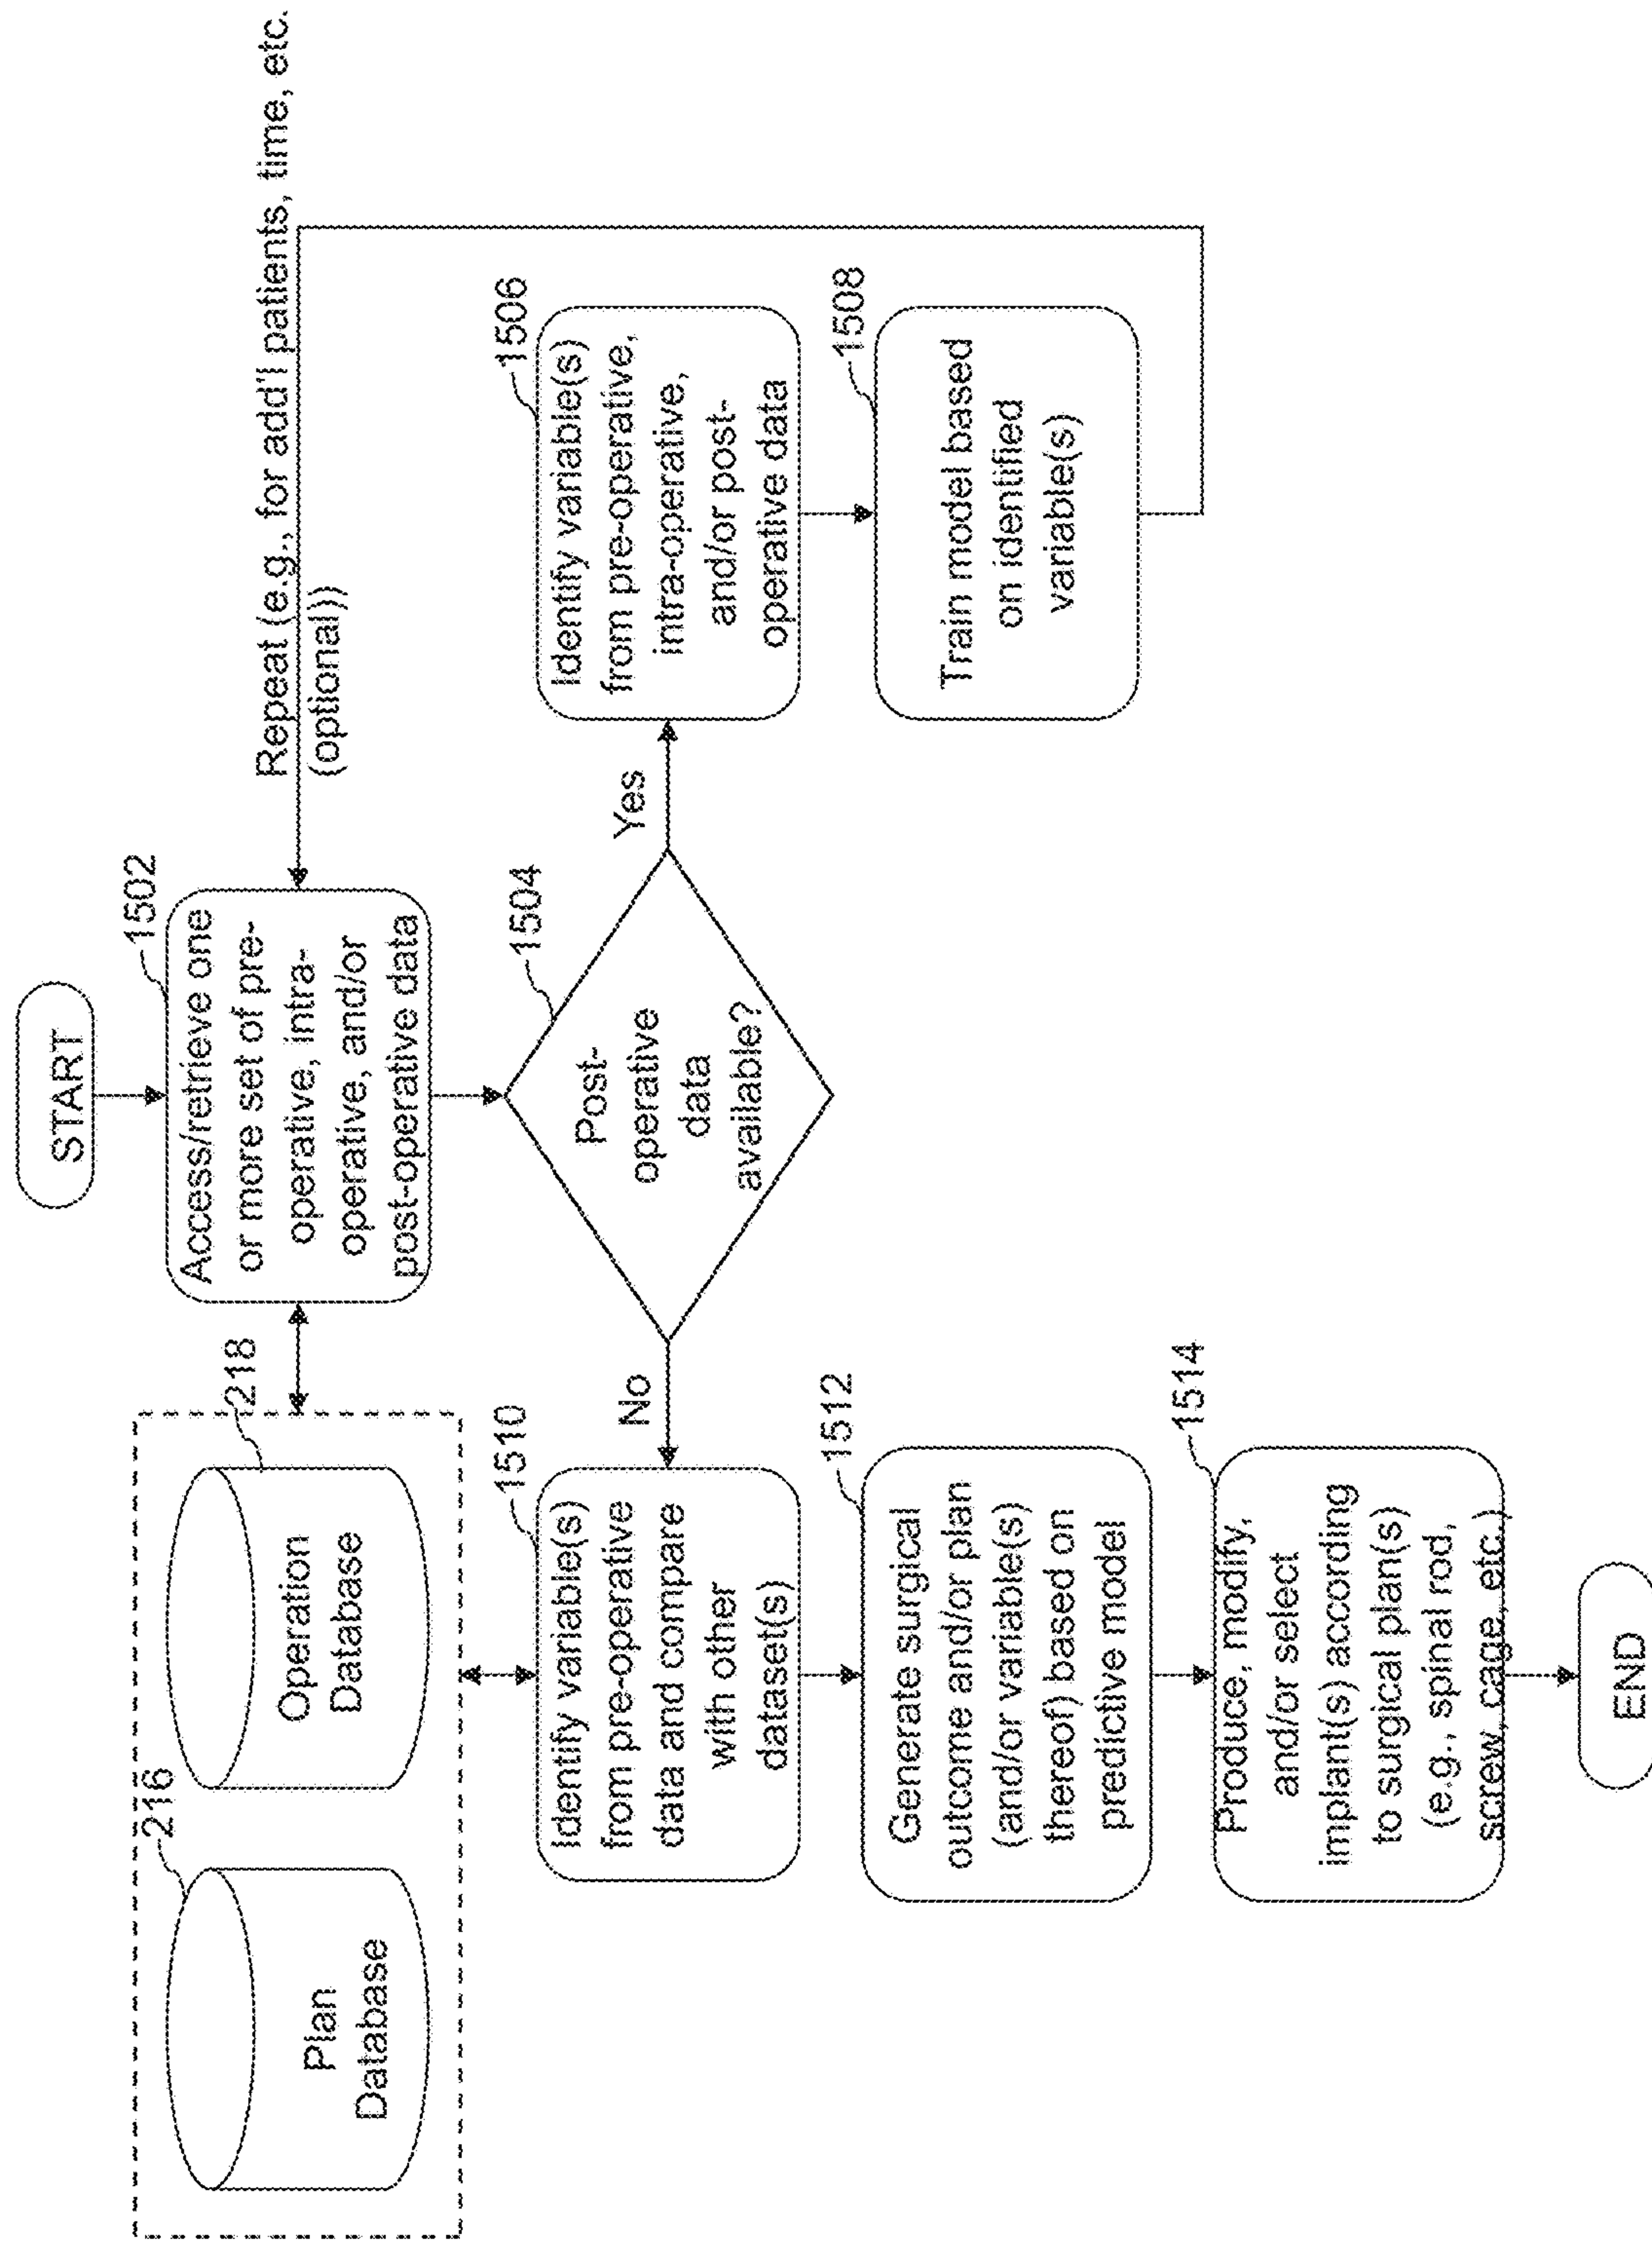 START
1502
Access/retrieve one
or more set of pre-
operative, intra-
operative, and/or
post-operative data
Repeat (e.g., for add'l patients, time, etc.
(optional))
216
Plan
Database
218
Operation
Database
1504
Post-
operative
data
available?
Yes
No
1506
Identify variable(s)
from pre-operative,
intra-operative,
and/or post-
operative data
1508
Train model based
on identified
variable(s)
1510
Identify variable(s)
from pre-operative
data and compare
with other
dataset(s)
1512
Generate surgical
outcome and/or plan
(and/or variable(s)
thereof) based on
predictive model
1514
Produce, modify,
and/or select
implant(s) according
to surgical plan(s)
(e.g., spinal rod,
screw, cage, etc.)
END